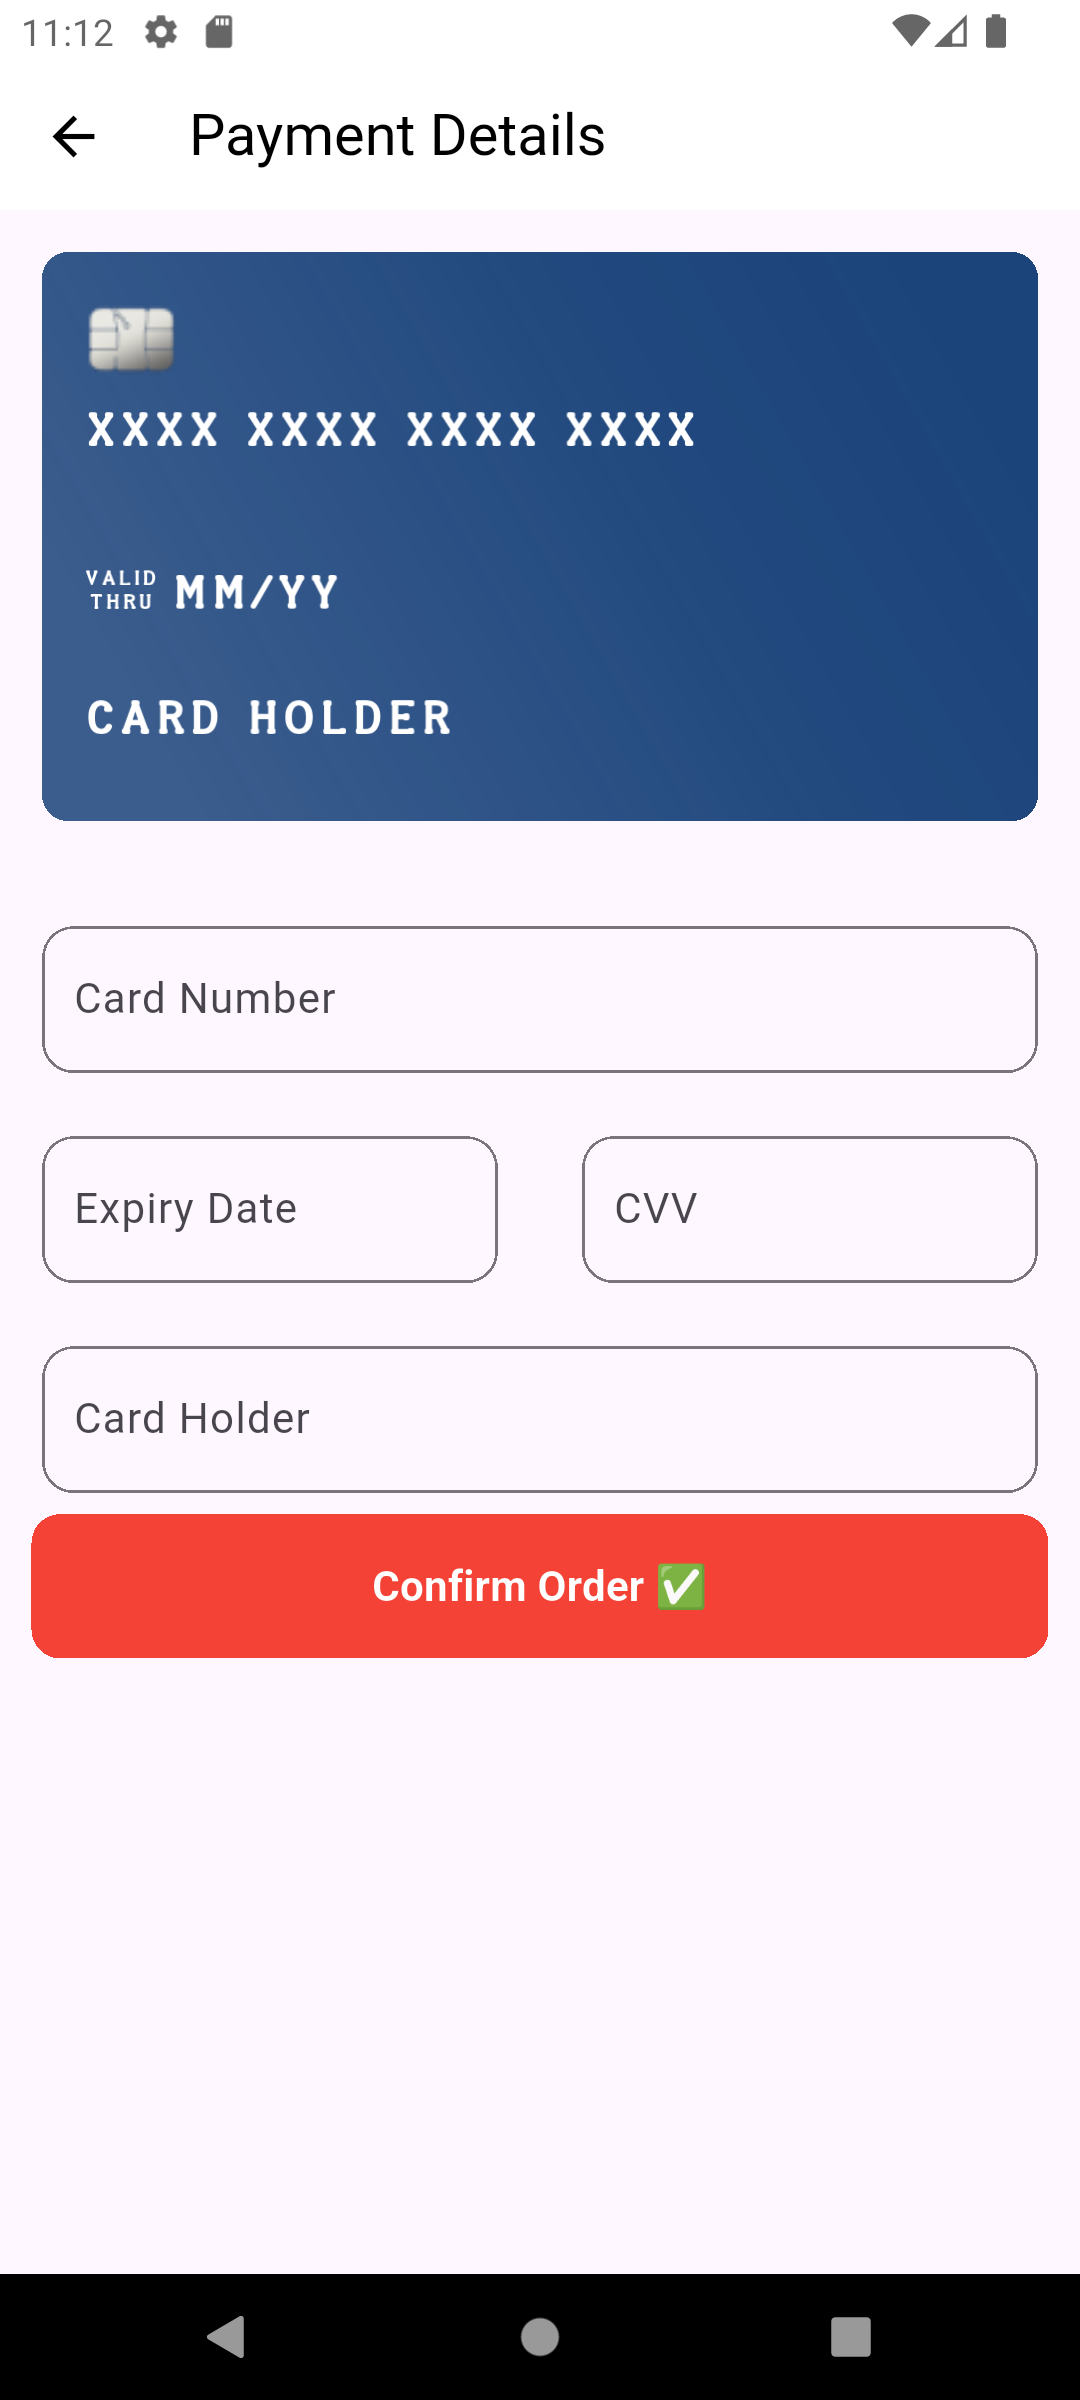 11:12
Payment Details
XXXX XXXX XXXX XXXX
VALID
THRU
MM/YY
CARD HOLDER
Card Number
Expiry Date
CVV
Card Holder
Confirm Order ✅